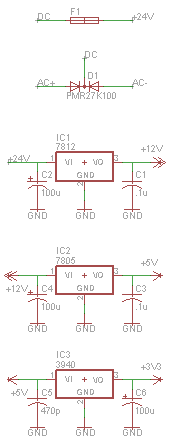 DC F1 +24V
DC
AC+ D1 AC-
PMR27K100
IC1
7812 +12V
+24V 1 VI VO 3
GND
C2 2 C1
100u .1u
GND GND GND
IC2
7805 +5V
1 VI VO 3
+12V GND
C4 2 C3
100u .1u
GND GND GND
IC3
3940 +3V3
1 VI VO 3
+5V GND
C5 2 C6
470p 100u
GND GND GND